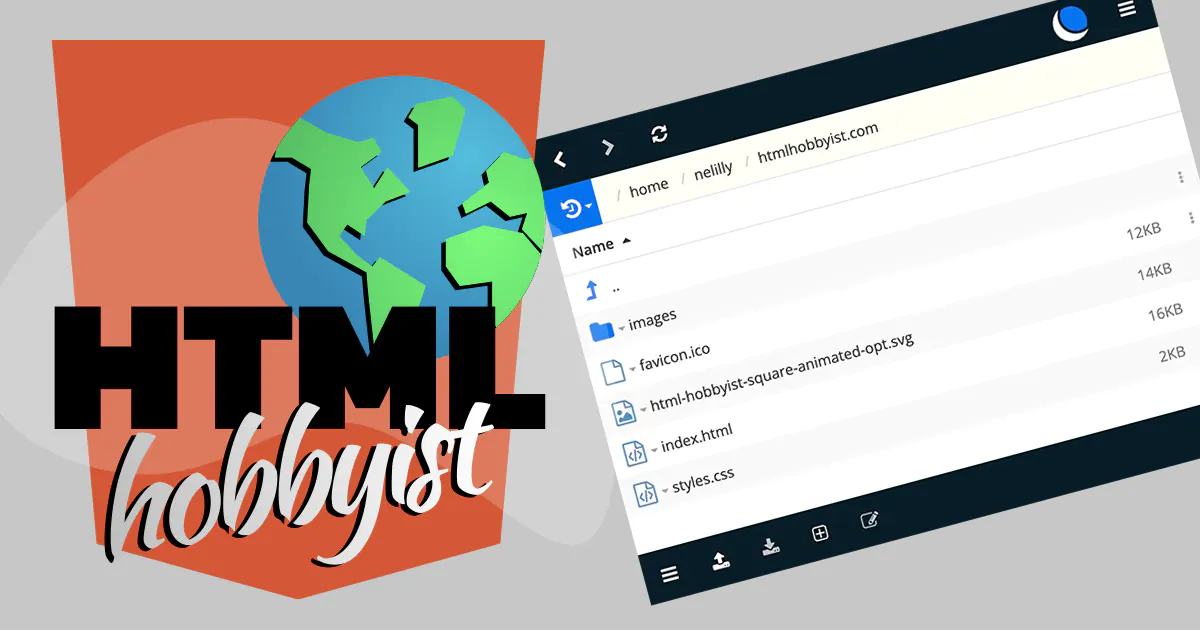 HTML
hobbyist
/ home / nelilly / htmlhobbyist.com
Name
..
images
favicon.ico 12KB
html-hobbyist-square-animated-opt.svg 14KB
index.html 16KB
styles.css 2KB